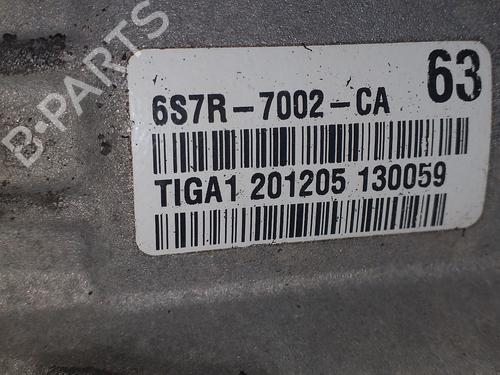 B-PARTS
63
6S7R-7002-CA
TIGA1 201205 130059